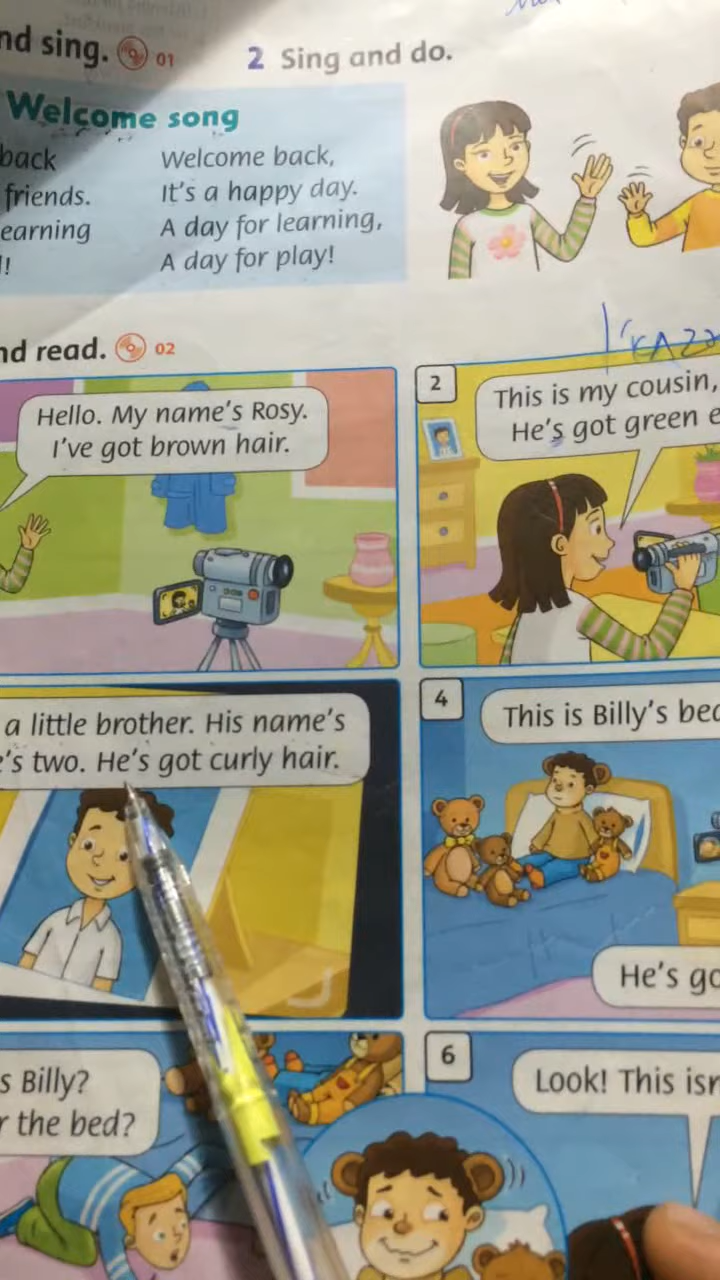 nd sing. 01
2 Sing and do.
Welcome song
back
friends.
earning
!
Welcome back,
It's a happy day.
A day for learning,
A day for play!
nd read. 02
Hello. My name's Rosy.
I've got brown hair.
2
This is my cousin,
He's got green e
a little brother. His name's
e's two. He's got curly hair.
4
This is Billy's bed
He's go
s Billy?
r the bed?
6
Look! This isn